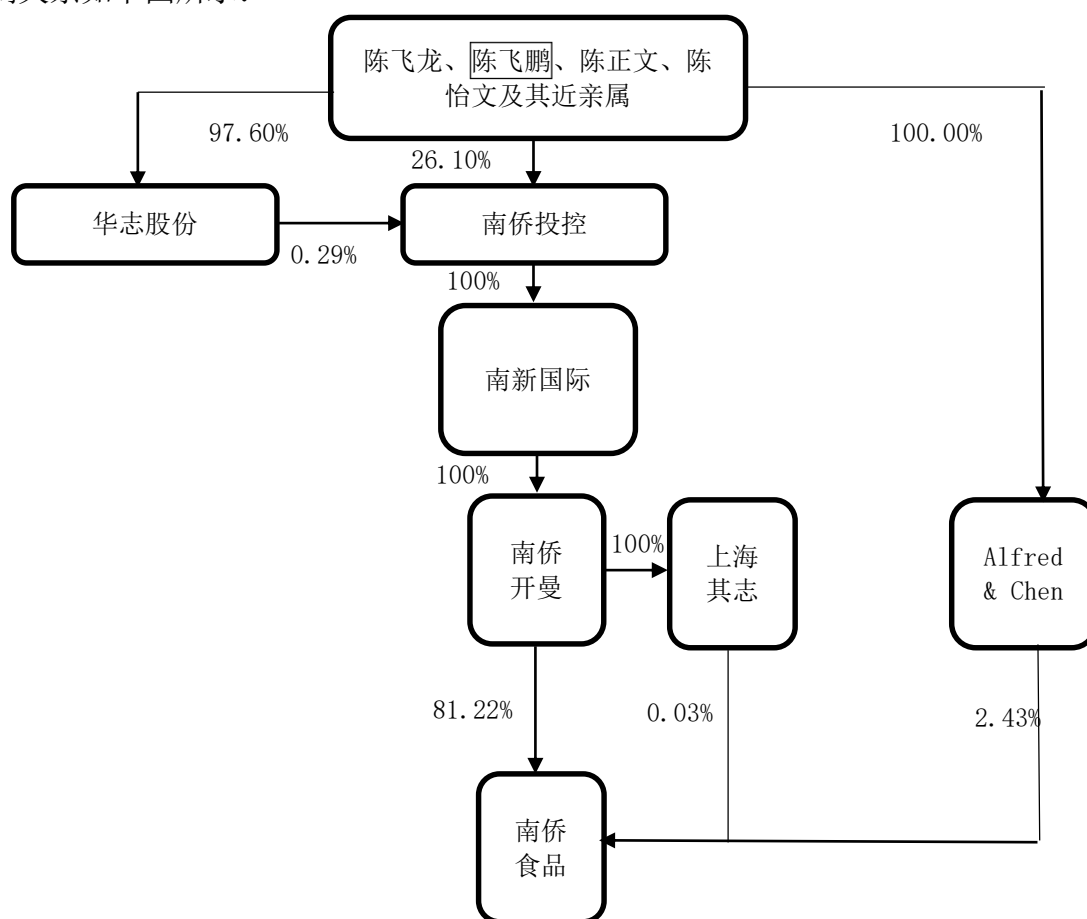 陈飞龙、陈飞鹏、陈正文、陈
怡文及其近亲属
97.60%
26.10%
100.00%
华志股份
0.29%
南侨投控
100%
南新国际
100%
南侨
开曼
100%
上海
其志
Alfred
& Chen
81.22%
0.03%
2.43%
南侨
食品